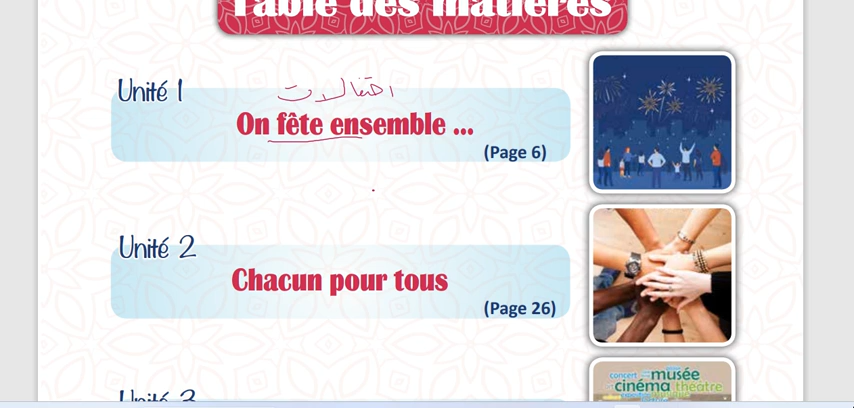 Table des matières
Unité 1
احتفالات
On fête ensemble ...
(Page 6)
Unité 2
Chacun pour tous
(Page 26)
Unité 3
concert
musée
cinéma théâtre